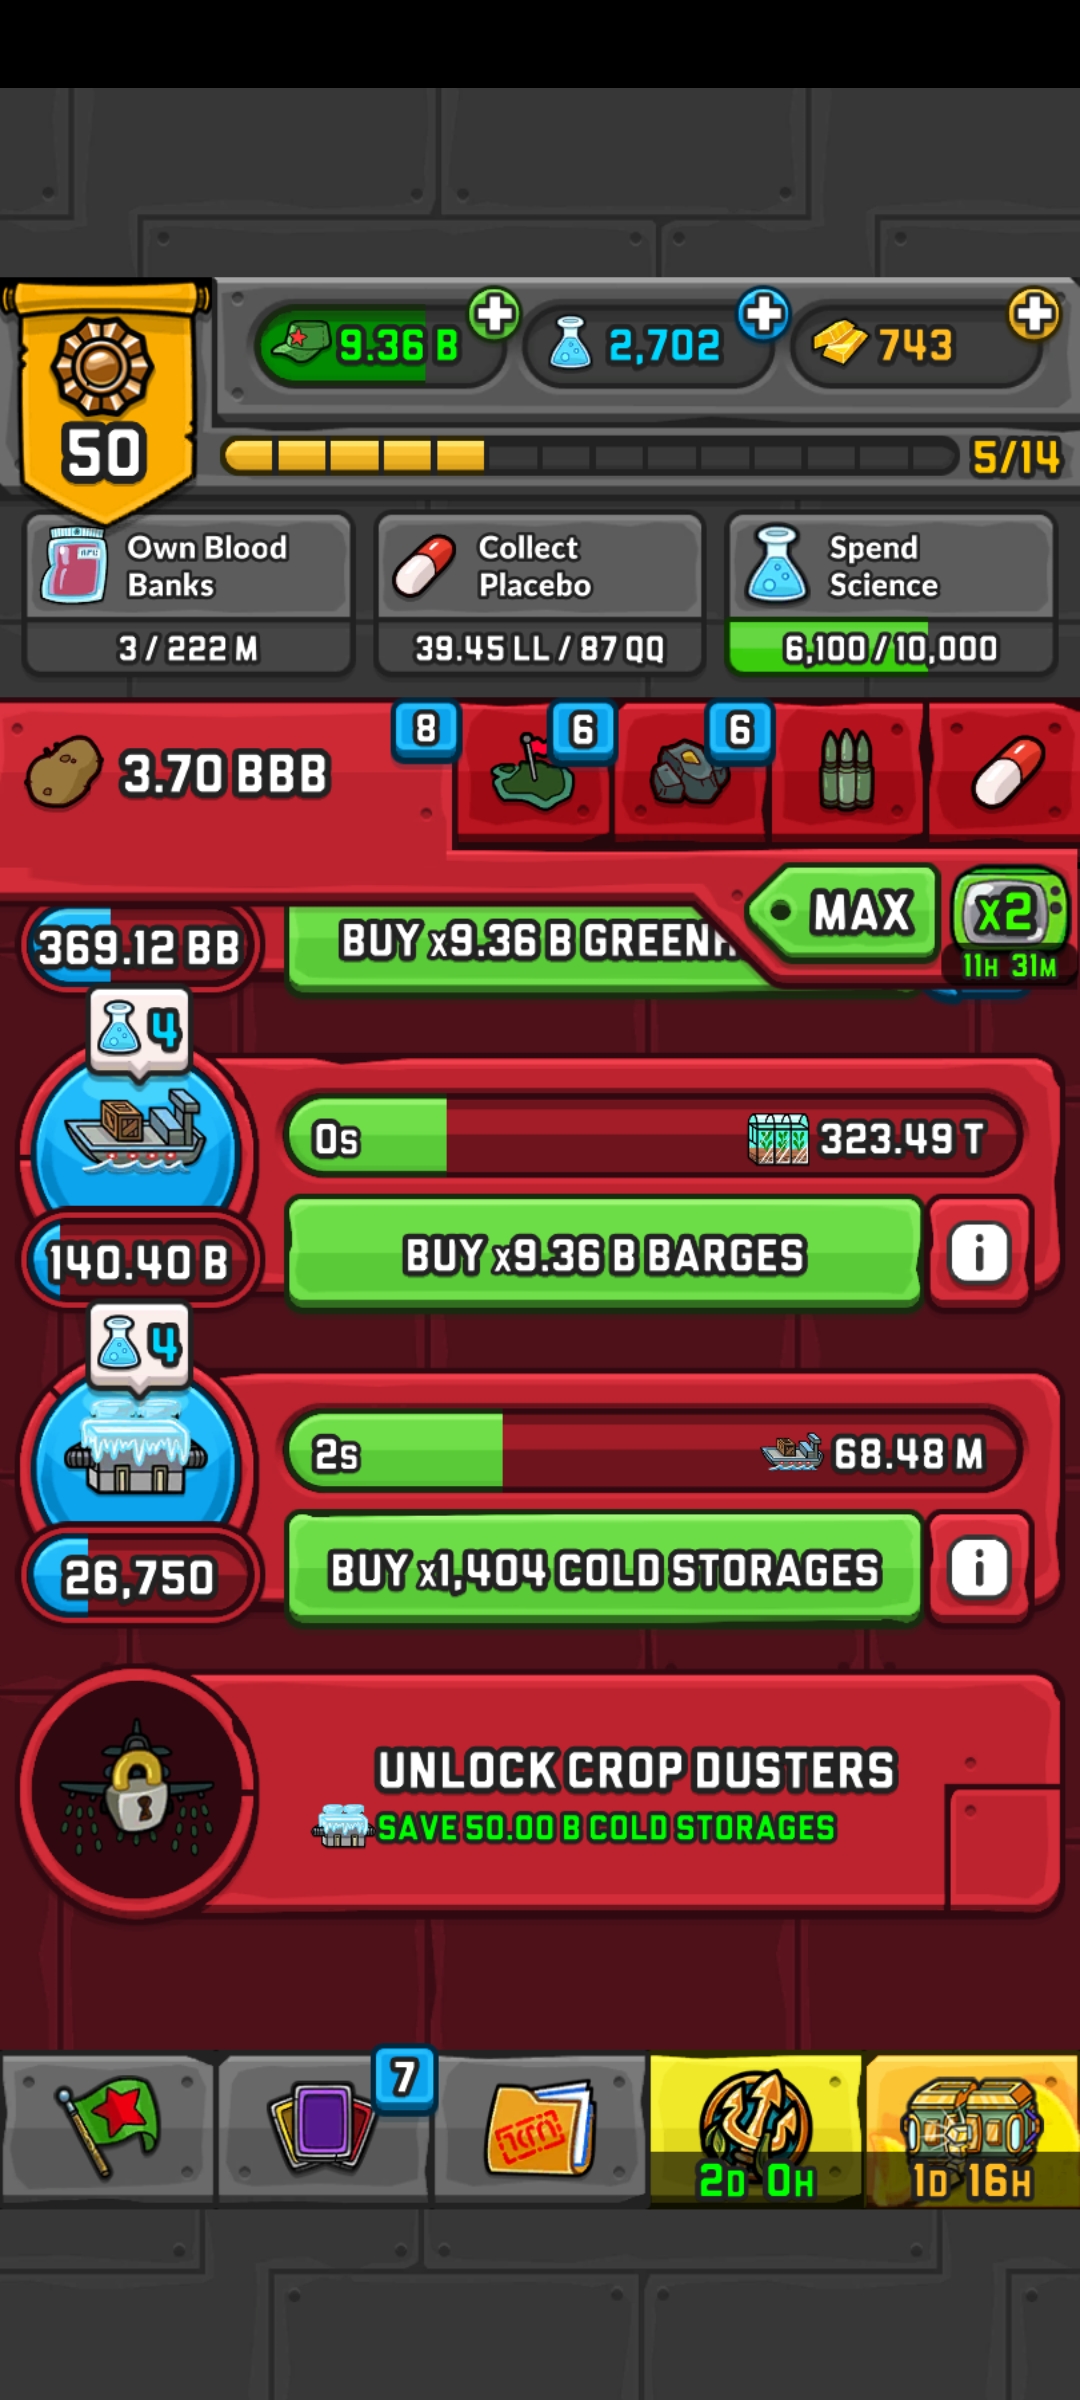 9.36 B
2,702
743
50
5/14
Own Blood
Banks
3 / 222 M
Collect
Placebo
39.45 LL / 87 QQ
Spend
Science
6,100 / 10,000
3.70 BBB
8
6
6
MAX
x2
11H 31M
369.12 BB
BUY x9.36 B GREENH
4
0s
323.49 T
140.40 B
BUY x9.36 B BARGES
i
4
2s
68.48 M
26,750
BUY x1,404 COLD STORAGES
i
UNLOCK CROP DUSTERS
SAVE 50.00 B COLD STORAGES
7
2D 0H
1D 16H